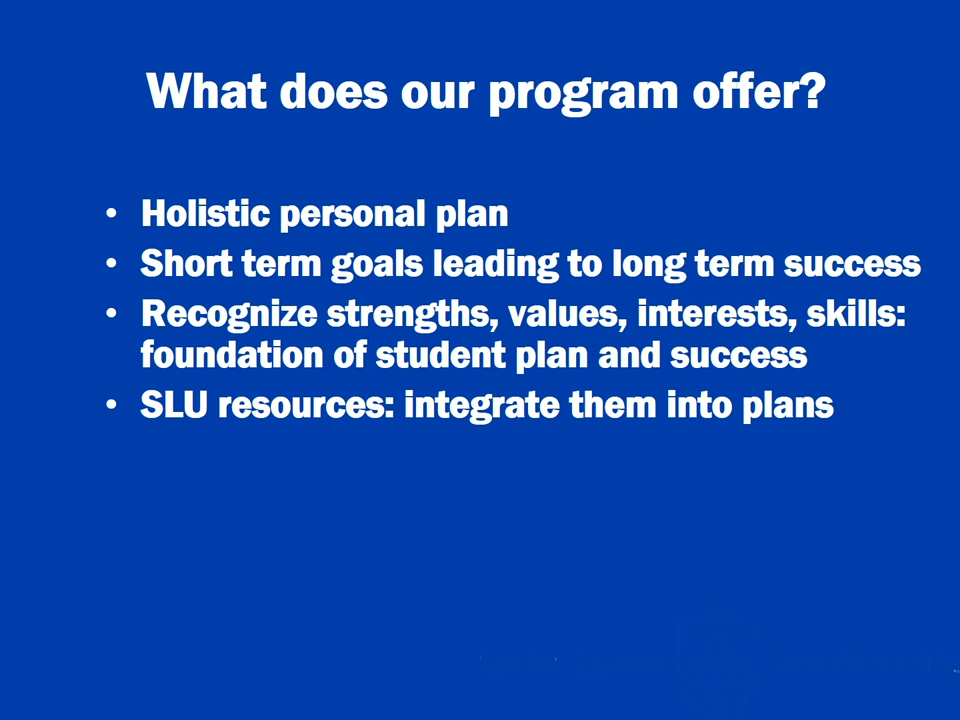 What does our program offer?
• Holistic personal plan
• Short term goals leading to long term success
• Recognize strengths, values, interests, skills:
foundation of student plan and success
• SLU resources: integrate them into plans